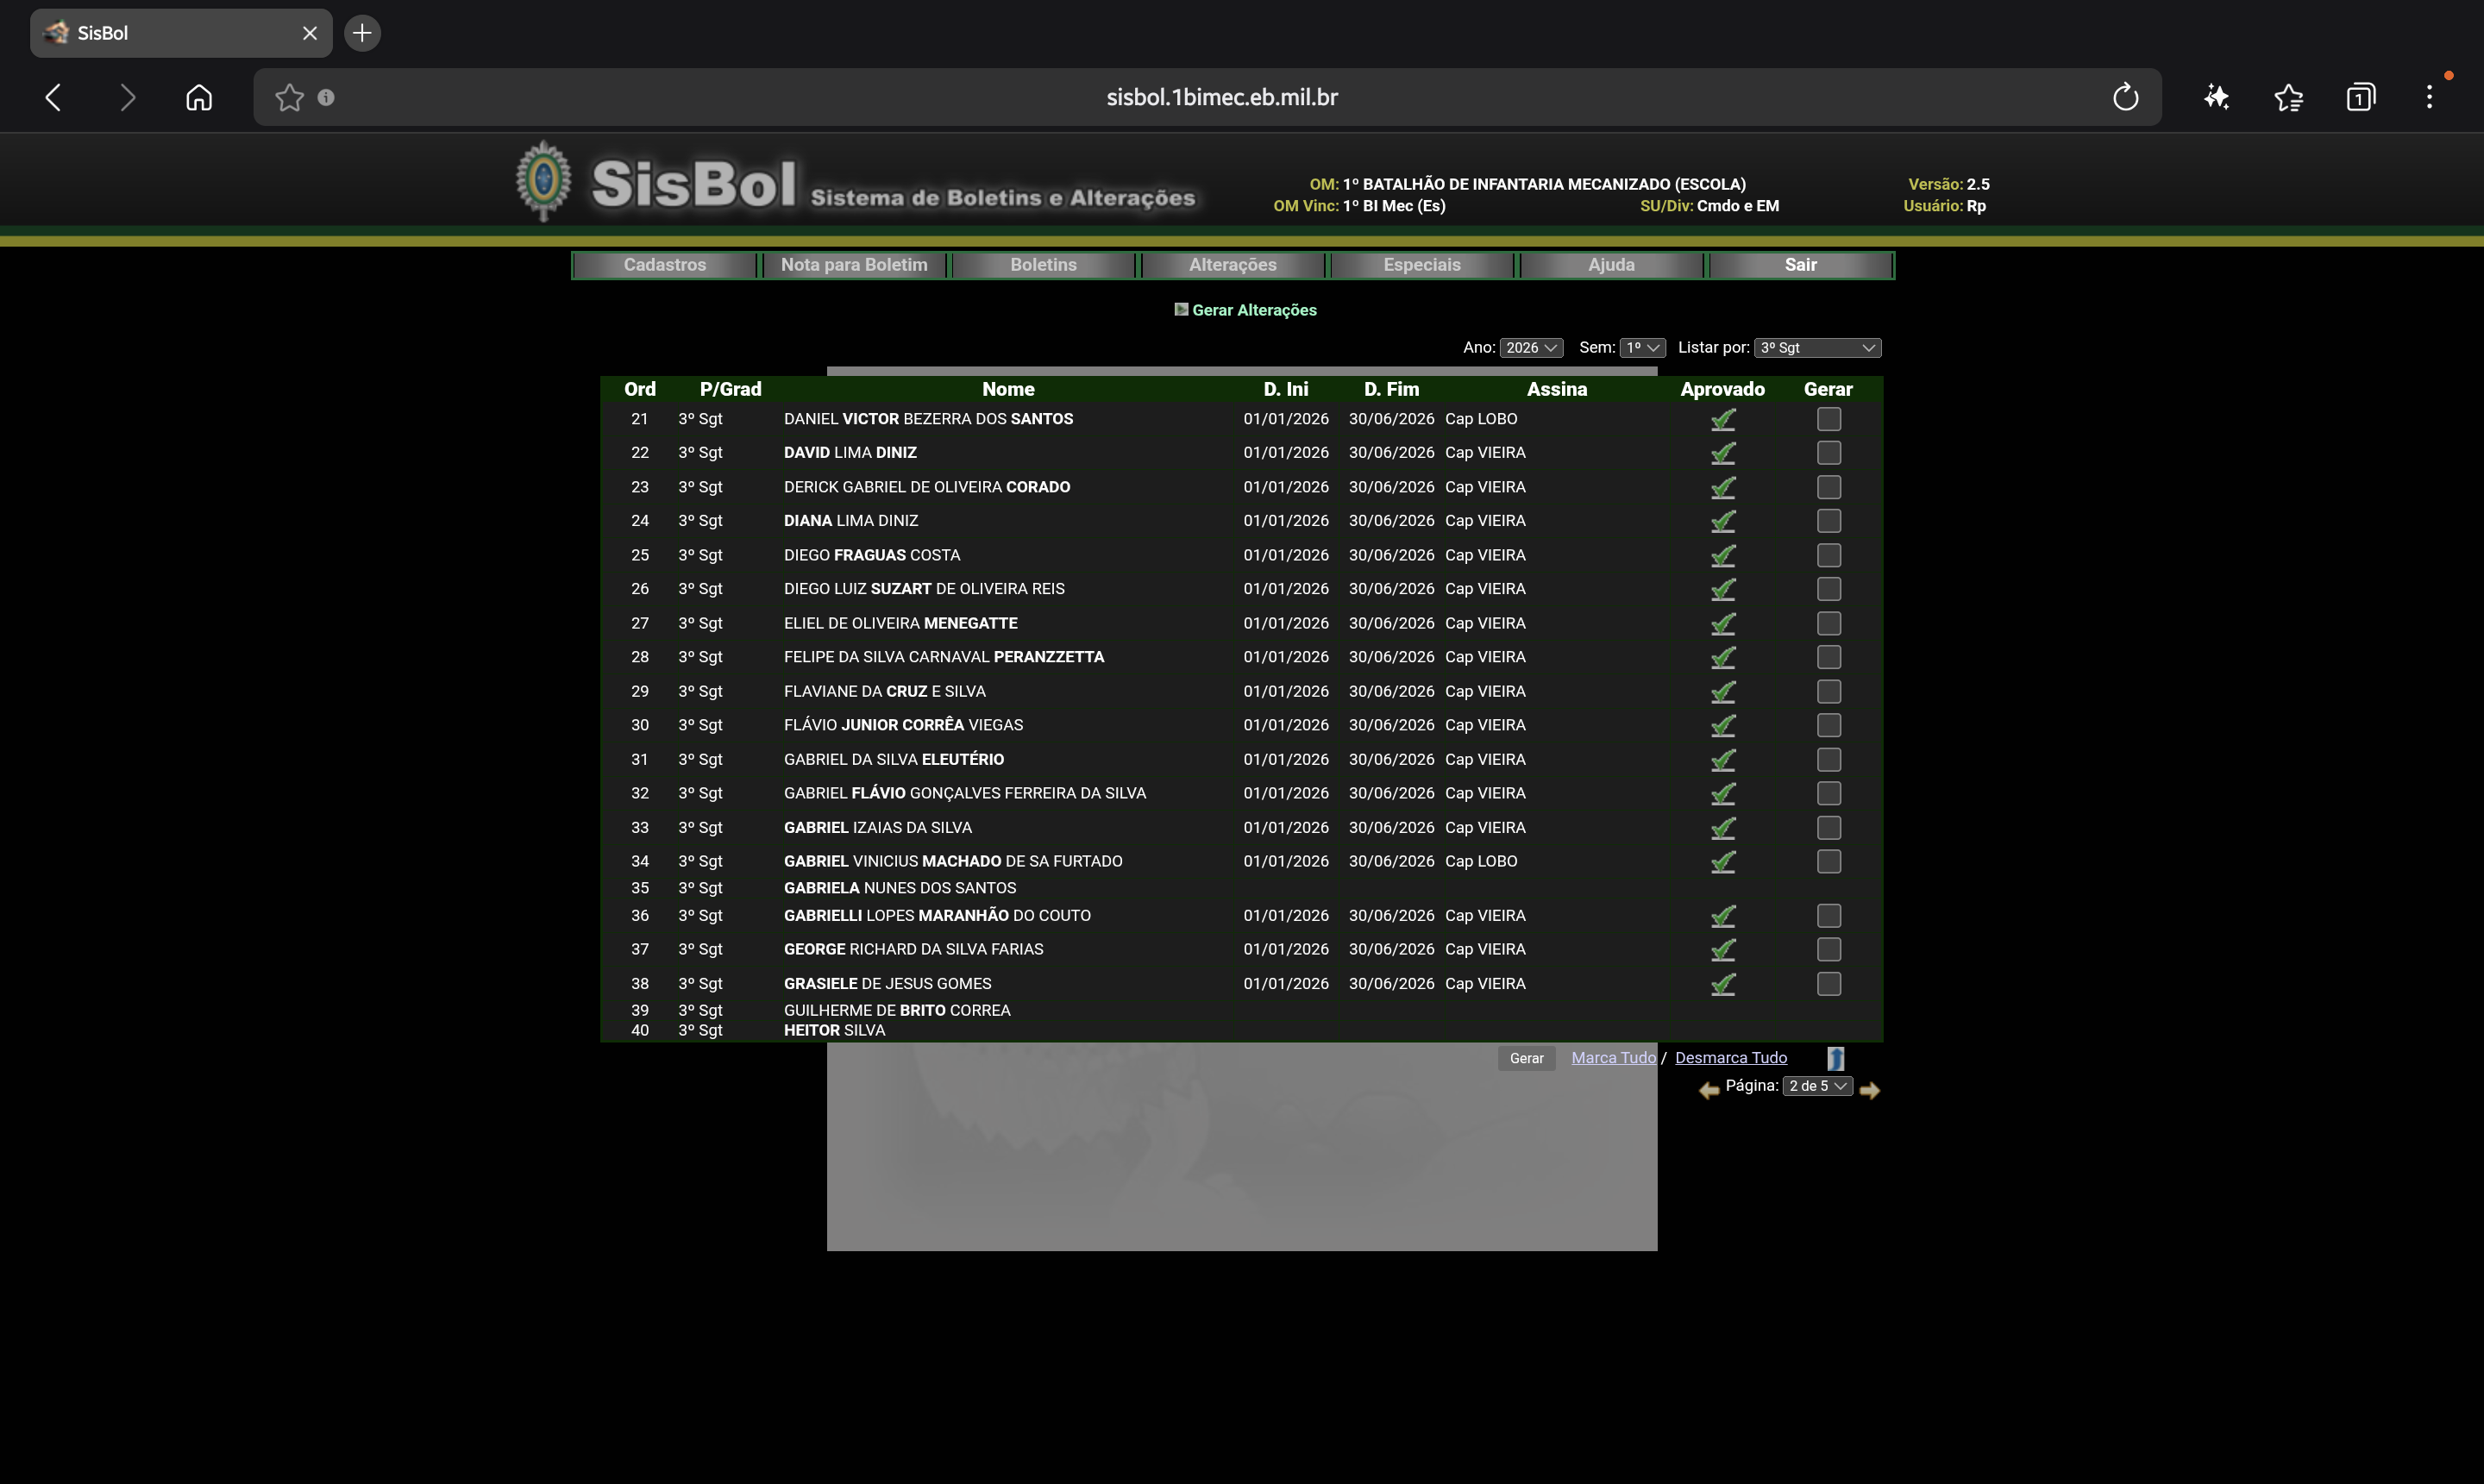 SisBol
sisbol.1bimec.eb.mil.br
1
SisBol Sistema de Boletins e Alterações
OM: 1º BATALHÃO DE INFANTARIA MECANIZADO (ESCOLA) Versão: 2.5
OM Vinc: 1º BI Mec (Es) SU/Div: Cmdo e EM Usuário: Rp
Cadastros Nota para Boletim Boletins Alterações Especiais Ajuda Sair
Gerar Alterações
Ano: 2026 Sem: 1º Listar por: 3º Sgt
Ord P/Grad Nome D. Ini D. Fim Assina Aprovado Gerar
21 3º Sgt DANIEL VICTOR BEZERRA DOS SANTOS 01/01/2026 30/06/2026 Cap LOBO
22 3º Sgt DAVID LIMA DINIZ 01/01/2026 30/06/2026 Cap VIEIRA
23 3º Sgt DERICK GABRIEL DE OLIVEIRA CORADO 01/01/2026 30/06/2026 Cap VIEIRA
24 3º Sgt DIANA LIMA DINIZ 01/01/2026 30/06/2026 Cap VIEIRA
25 3º Sgt DIEGO FRAGUAS COSTA 01/01/2026 30/06/2026 Cap VIEIRA
26 3º Sgt DIEGO LUIZ SUZART DE OLIVEIRA REIS 01/01/2026 30/06/2026 Cap VIEIRA
27 3º Sgt ELIEL DE OLIVEIRA MENEGATTE 01/01/2026 30/06/2026 Cap VIEIRA
28 3º Sgt FELIPE DA SILVA CARNAVAL PERANZZETTA 01/01/2026 30/06/2026 Cap VIEIRA
29 3º Sgt FLAVIANE DA CRUZ E SILVA 01/01/2026 30/06/2026 Cap VIEIRA
30 3º Sgt FLÁVIO JUNIOR CORRÊA VIEGAS 01/01/2026 30/06/2026 Cap VIEIRA
31 3º Sgt GABRIEL DA SILVA ELEUTÉRIO 01/01/2026 30/06/2026 Cap VIEIRA
32 3º Sgt GABRIEL FLÁVIO GONÇALVES FERREIRA DA SILVA 01/01/2026 30/06/2026 Cap VIEIRA
33 3º Sgt GABRIEL IZAIAS DA SILVA 01/01/2026 30/06/2026 Cap VIEIRA
34 3º Sgt GABRIEL VINICIUS MACHADO DE SA FURTADO 01/01/2026 30/06/2026 Cap LOBO
35 3º Sgt GABRIELA NUNES DOS SANTOS
36 3º Sgt GABRIELLI LOPES MARANHÃO DO COUTO 01/01/2026 30/06/2026 Cap VIEIRA
37 3º Sgt GEORGE RICHARD DA SILVA FARIAS 01/01/2026 30/06/2026 Cap VIEIRA
38 3º Sgt GRASIELE DE JESUS GOMES 01/01/2026 30/06/2026 Cap VIEIRA
39 3º Sgt GUILHERME DE BRITO CORREA
40 3º Sgt HEITOR SILVA
Gerar Marca Tudo / Desmarca Tudo
Página: 2 de 5